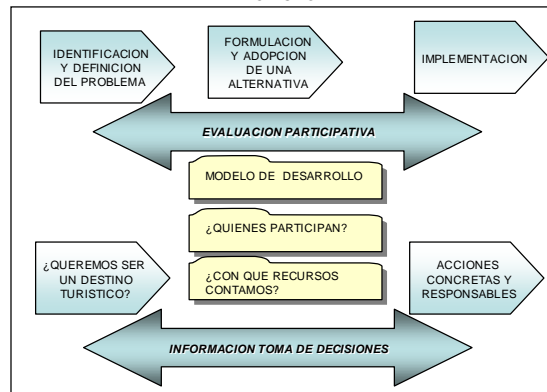 IDENTIFICACION
Y DEFINICION
DEL PROBLEMA
FORMULACION
Y ADOPCION
DE UNA
ALTERNATIVA
IMPLEMENTACION
EVALUACION PARTICIPATIVA
MODELO DE DESARROLLO
¿QUIENES PARTICIPAN?
¿CON QUE RECURSOS
CONTAMOS?
¿QUEREMOS SER
UN DESTINO
TURISTICO?
ACCIONES
CONCRETAS Y
RESPONSABLES
INFORMACION TOMA DE DECISIONES